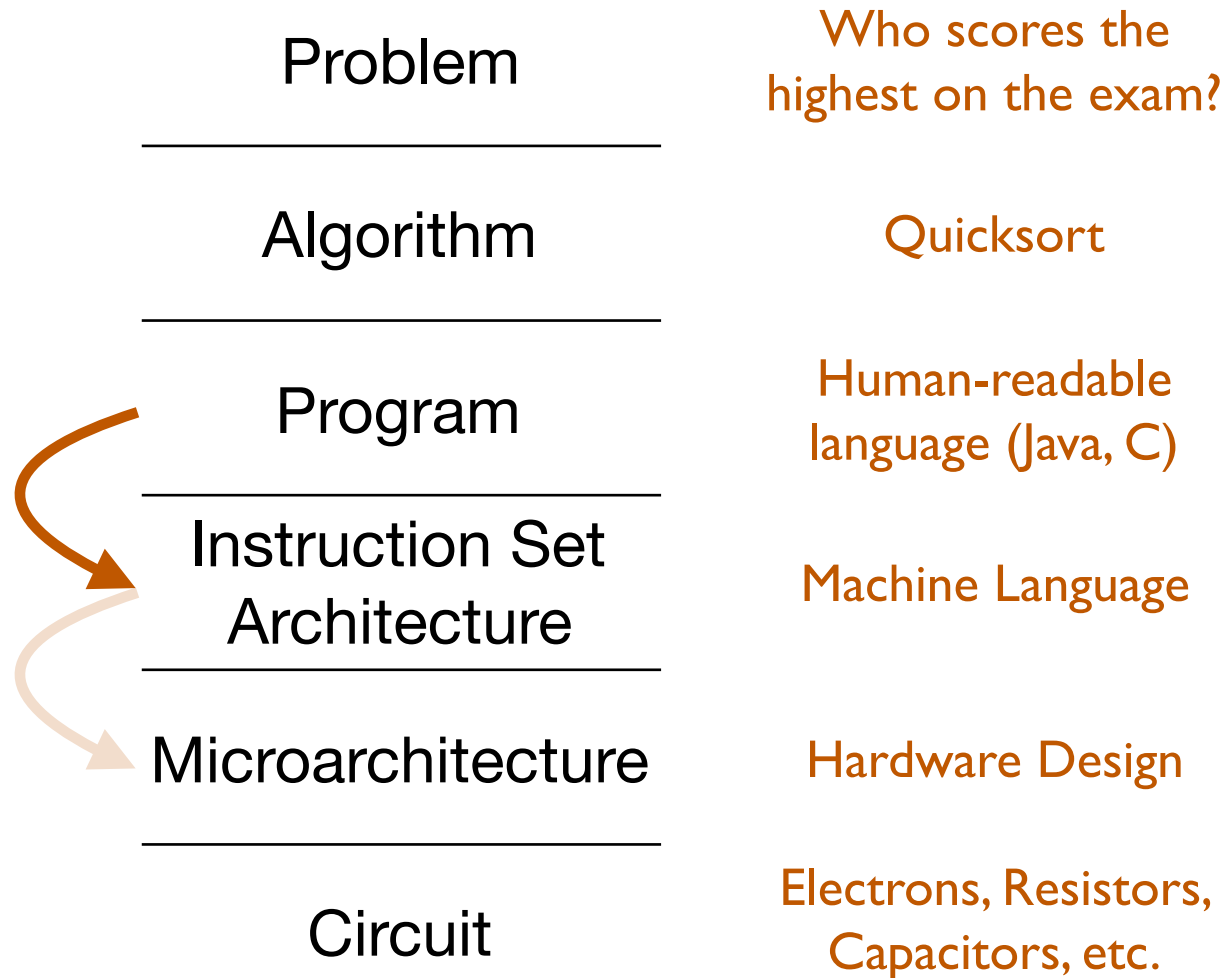 Problem
Who scores the
highest on the exam?
Algorithm
Quicksort
Program
Human-readable
language (Java, C)
Instruction Set
Architecture
Machine Language
Microarchitecture
Hardware Design
Circuit
Electrons, Resistors,
Capacitors, etc.